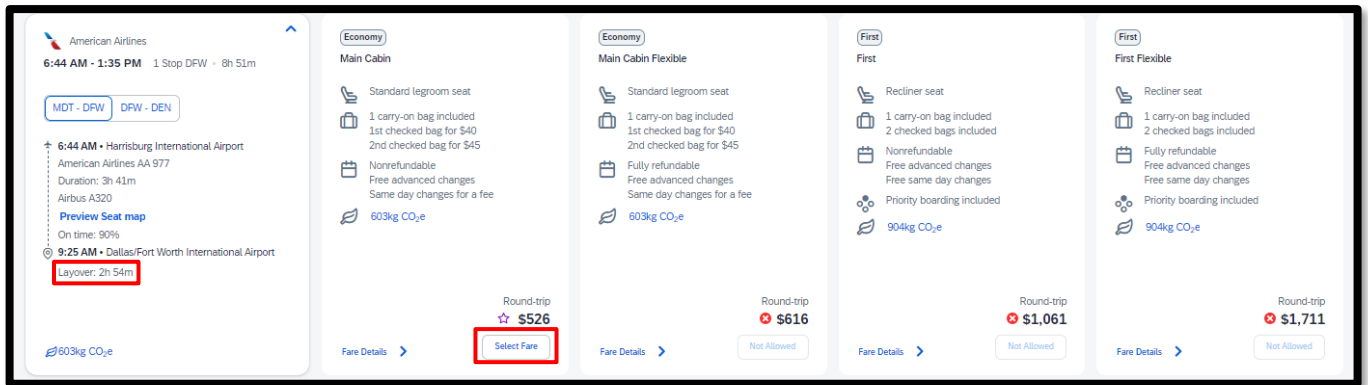 American Airlines
6:44 AM - 1:35 PM 1 Stop DFW • 8h 51m
MDT - DFW DFW - DEN
6:44 AM • Harrisburg International Airport
American Airlines AA 977
Duration: 3h 41m
Airbus A320
Preview Seat map
On time: 90%
9:25 AM • Dallas/Fort Worth International Airport
Layover: 2h 54m
603kg CO₂e
Economy
Main Cabin
Standard legroom seat
1 carry-on bag included
1st checked bag for $40
2nd checked bag for $45
Nonrefundable
Free advanced changes
Same day changes for a fee
603kg CO₂e
Round-trip
$526
Fare Details
Select Fare
Economy
Main Cabin Flexible
Standard legroom seat
1 carry-on bag included
1st checked bag for $40
2nd checked bag for $45
Fully refundable
Free advanced changes
Same day changes for a fee
603kg CO₂e
Round-trip
$616
Fare Details
Not Allowed
First
First
Recliner seat
1 carry-on bag included
2 checked bags included
Nonrefundable
Free advanced changes
Free same day changes
Priority boarding included
904kg CO₂e
Round-trip
$1,061
Fare Details
Not Allowed
First
First Flexible
Recliner seat
1 carry-on bag included
2 checked bags included
Fully refundable
Free advanced changes
Free same day changes
Priority boarding included
904kg CO₂e
Round-trip
$1,711
Fare Details
Not Allowed